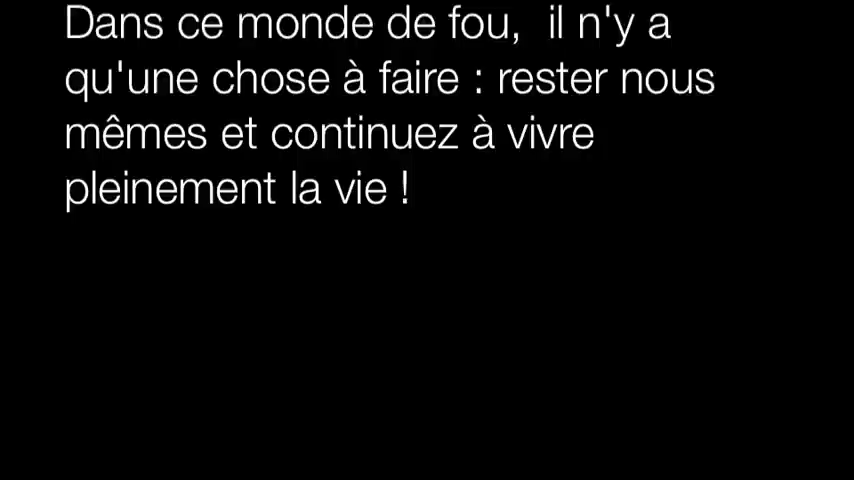 Dans ce monde de fou,  il n'y a
qu'une chose à faire : rester nous
mêmes et continuez à vivre
pleinement la vie !